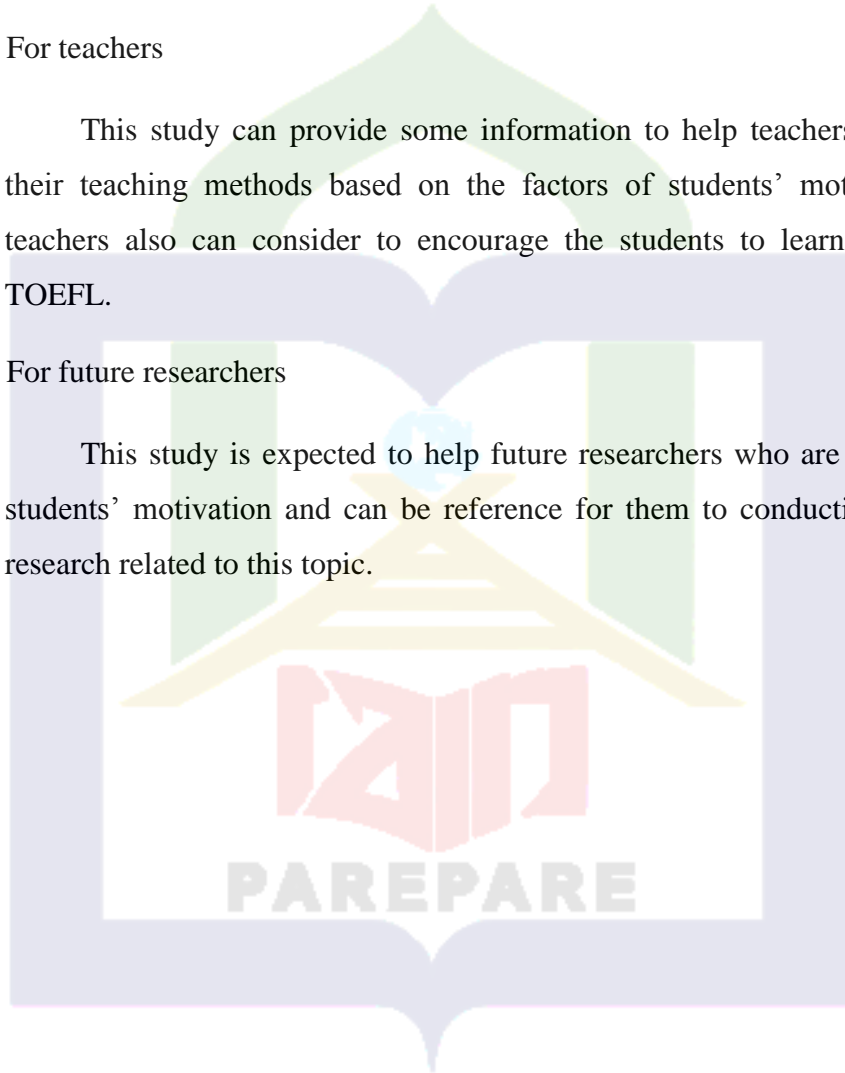 For teachers
This study can provide some information to help teachers
their teaching methods based on the factors of students’ mot
teachers also can consider to encourage the students to learn
TOEFL.
For future researchers
This study is expected to help future researchers who are
students’ motivation and can be reference for them to conducti
research related to this topic.
iain
PAREPARE